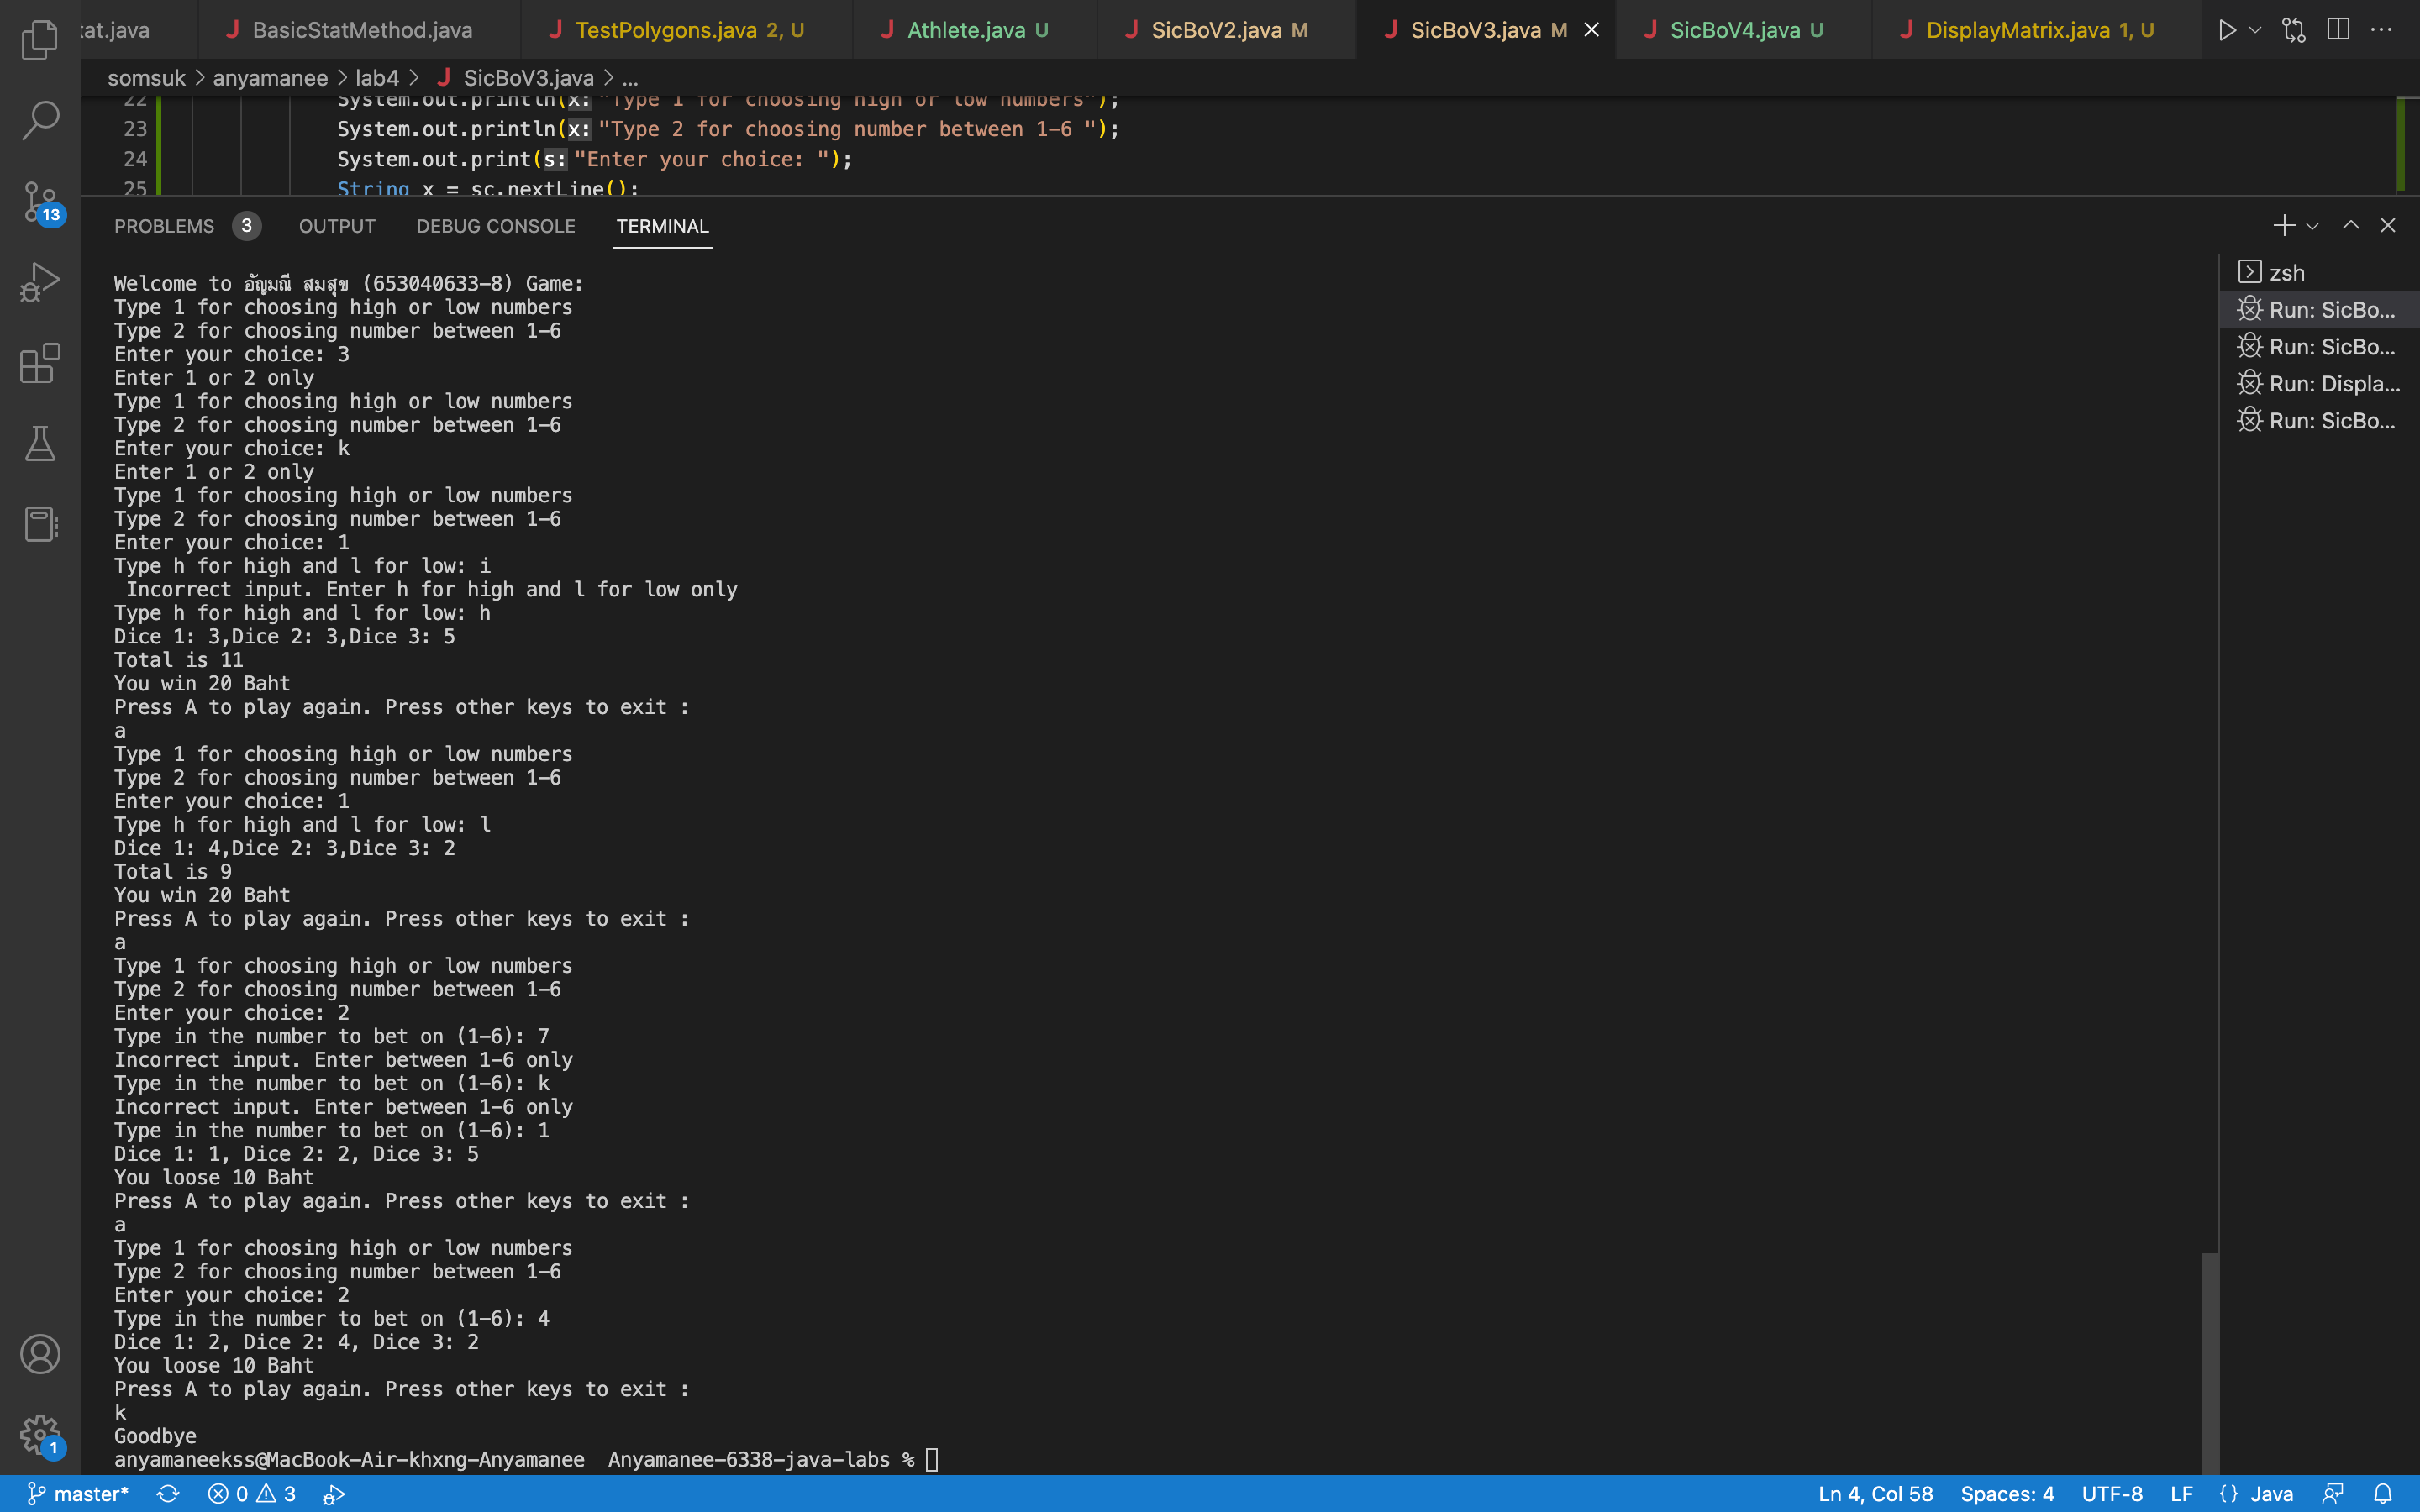 tat.java BasicStatMethod.java TestPolygons.java 2, U Athlete.java U SicBoV2.java M SicBoV3.java M SicBoV4.java U DisplayMatrix.java 1, U
somsuk > anyamanee > lab4 > SicBoV3.java > ...
22 System.out.println(x: "Type 1 for choosing high or low numbers");
23 System.out.println(x: "Type 2 for choosing number between 1-6 ");
24 System.out.print(s: "Enter your choice: ");
25 String x = sc.nextLine();
13
PROBLEMS 3 OUTPUT DEBUG CONSOLE TERMINAL
zsh
Run: SicBo...
Run: SicBo...
Run: Displa...
Run: SicBo...
Welcome to อัญมณี สมสุข (653040633-8) Game:
Type 1 for choosing high or low numbers
Type 2 for choosing number between 1-6
Enter your choice: 3
Enter 1 or 2 only
Type 1 for choosing high or low numbers
Type 2 for choosing number between 1-6
Enter your choice: k
Enter 1 or 2 only
Type 1 for choosing high or low numbers
Type 2 for choosing number between 1-6
Enter your choice: 1
Type h for high and l for low: i
 Incorrect input. Enter h for high and l for low only
Type h for high and l for low: h
Dice 1: 3,Dice 2: 3,Dice 3: 5
Total is 11
You win 20 Baht
Press A to play again. Press other keys to exit :
a
Type 1 for choosing high or low numbers
Type 2 for choosing number between 1-6
Enter your choice: 1
Type h for high and l for low: l
Dice 1: 4,Dice 2: 3,Dice 3: 2
Total is 9
You win 20 Baht
Press A to play again. Press other keys to exit :
a
Type 1 for choosing high or low numbers
Type 2 for choosing number between 1-6
Enter your choice: 2
Type in the number to bet on (1-6): 7
Incorrect input. Enter between 1-6 only
Type in the number to bet on (1-6): k
Incorrect input. Enter between 1-6 only
Type in the number to bet on (1-6): 1
Dice 1: 1, Dice 2: 2, Dice 3: 5
You loose 10 Baht
Press A to play again. Press other keys to exit :
a
Type 1 for choosing high or low numbers
Type 2 for choosing number between 1-6
Enter your choice: 2
Type in the number to bet on (1-6): 4
Dice 1: 2, Dice 2: 4, Dice 3: 2
You loose 10 Baht
Press A to play again. Press other keys to exit :
k
Goodbye
anyamaneekss@MacBook-Air-khxng-Anyamanee  Anyamanee-6338-java-labs %
1
master* 0 3 Ln 4, Col 58 Spaces: 4 UTF-8 LF {} Java